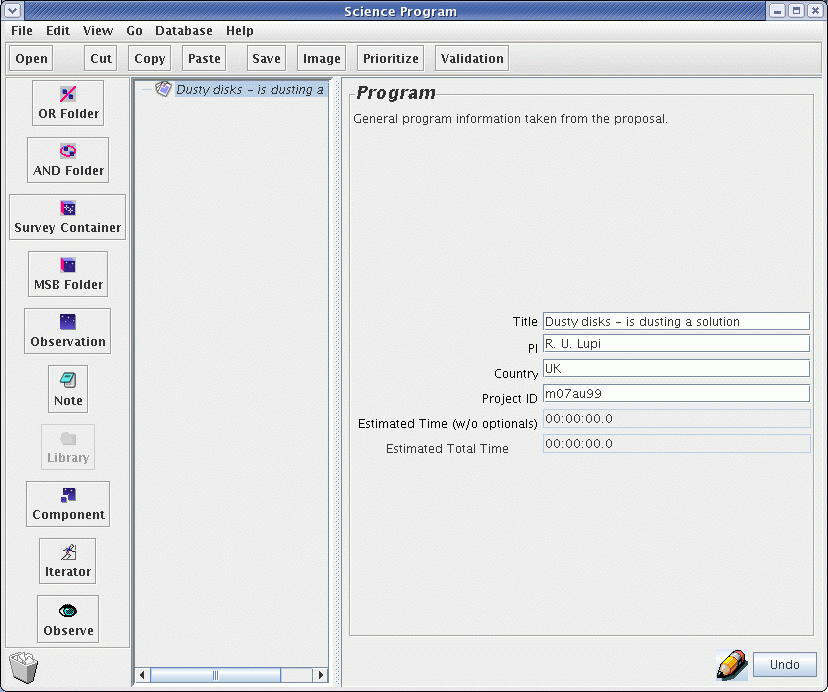 Science Program
File Edit View Go Database Help
Open Cut Copy Paste Save Image Prioritize Validation
OR Folder
AND Folder
Survey Container
MSB Folder
Observation
Note
Library
Component
Iterator
Observe
Dusty disks - is dusting a
Program
General program information taken from the proposal.
Title Dusty disks - is dusting a solution
PI R. U. Lupi
Country UK
Project ID m07au99
Estimated Time (w/o optionals) 00:00:00.0
Estimated Total Time 00:00:00.0
Undo